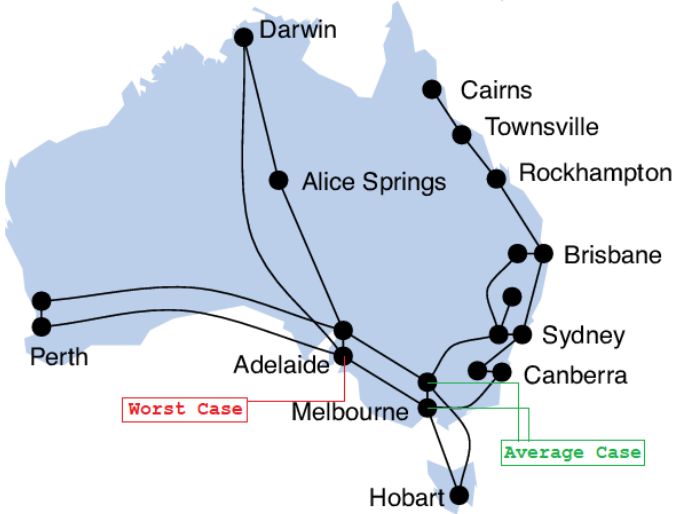 Darwin
Cairns
Townsville
Alice Springs
Rockhampton
Brisbane
Sydney
Perth
Adelaide
Canberra
Worst Case
Melbourne
Average Case
Hobart